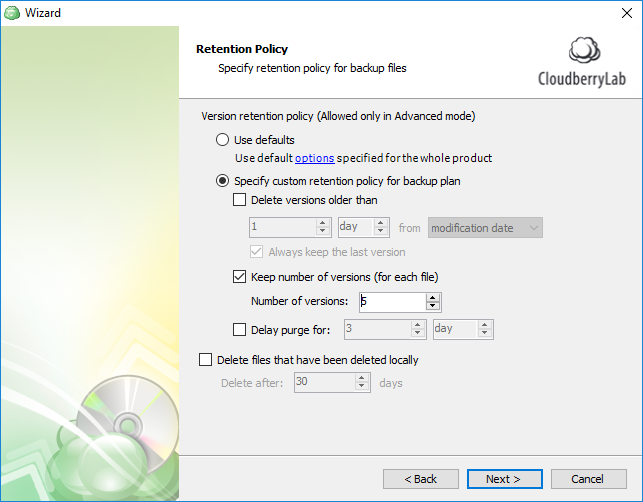 Wizard
Retention Policy
Specify retention policy for backup files
CloudberryLab
Version retention policy (Allowed only in Advanced mode)
Use defaults
Use default options specified for the whole product
Specify custom retention policy for backup plan
Delete versions older than
1 day from modification date
Always keep the last version
Keep number of versions (for each file)
Number of versions: 5
Delay purge for: 3 day
Delete files that have been deleted locally
Delete after: 30 days
< Back Next > Cancel